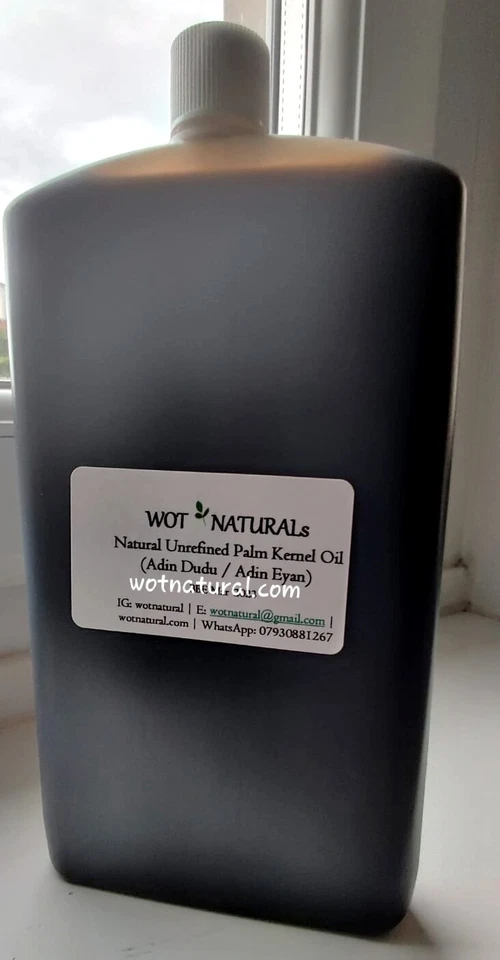 WOT NATURALs
Natural Unrefined Palm Kernel Oil
(Adin Dudu / Adin Eyan)
wotnatural.com
IG: wotnatural | E: wotnatural@gmail.com |
wotnatural.com | WhatsApp: 07930881267